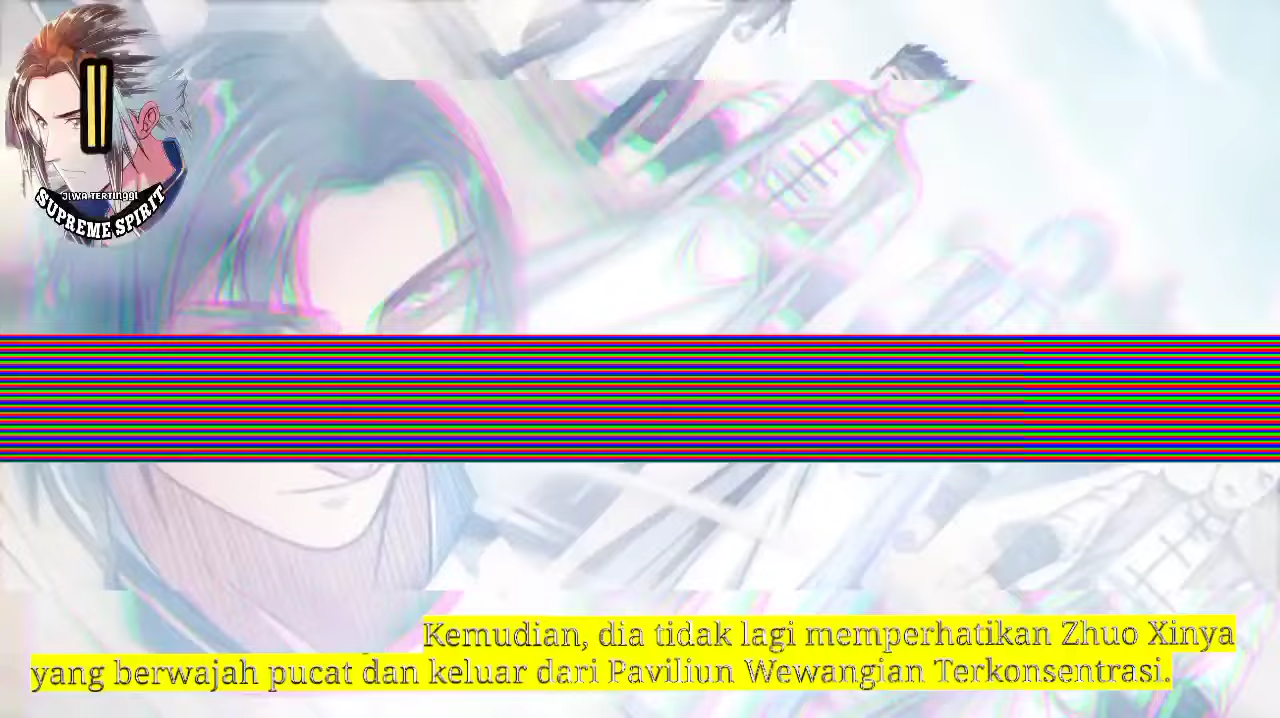 II
JIWA TERTINGGI
SUPREME SPIRIT
Kemudian, dia tidak lagi memperhatikan Zhuo Xinya
yang berwajah pucat dan keluar dari Paviliun Wewangian Terkonsentrasi.